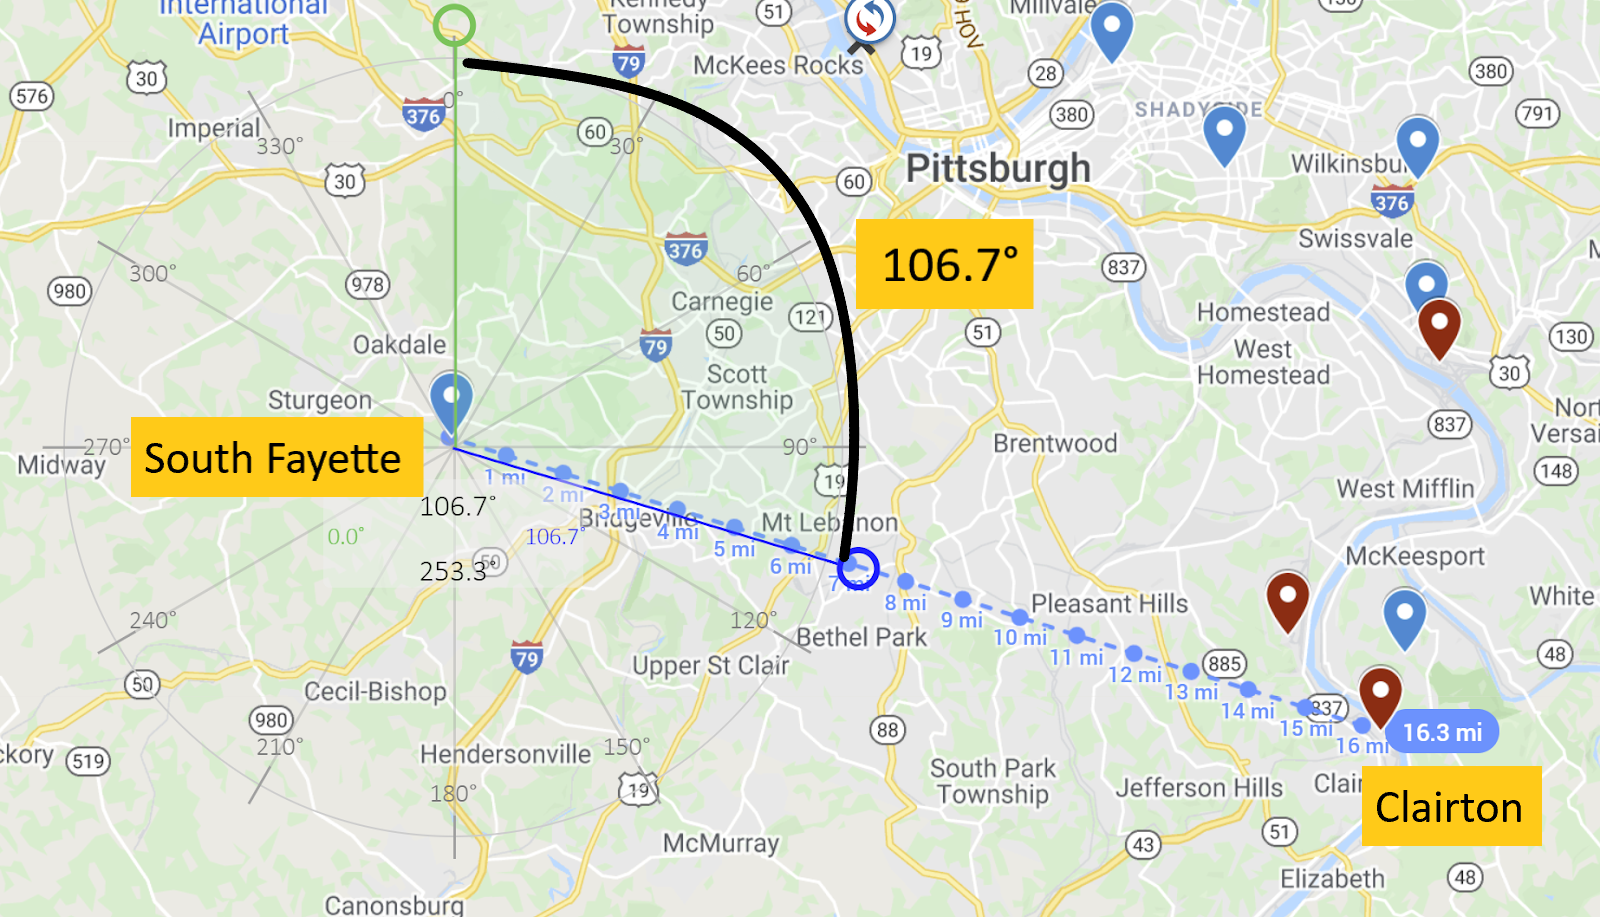 International
Airport
Kennedy
Township
51
Millvale
130
19
79
McKees Rocks
28
380
30
576
376
0°
380
SHADYSIDE
791
Imperial
330°
60
30°
Pittsburgh
Wilkinsbur
30
60
376
Swissvale
300°
376
60°
106.7°
837
980
978
Carnegie
121
Homestead
50
51
130
Oakdale
79
West
Homestead
30
Scott
Township
Sturgeon
Nort
Versai
837
270°
90°
Brentwood
South Fayette
Midway
1 mi
19
148
2 mi
West Mifflin
106.7°
3 mi
Bridgeville
4 mi
Mt Lebanon
0.0°
106.7°
5 mi
50
6 mi
McKeesport
253.3°
7 mi
8 mi
Pleasant Hills
White
9 mi
240°
120°
Bethel Park
10 mi
79
Upper St Clair
11 mi
885
48
12 mi
50
Cecil-Bishop
13 mi
837
14 mi
980
88
15 mi
16.3 mi
210°
150°
16 mi
ckory
519
Hendersonville
South Park
Township
Jefferson Hills
Clair
180°
19
Clairton
McMurray
43
51
Elizabeth
48
Canonsburg